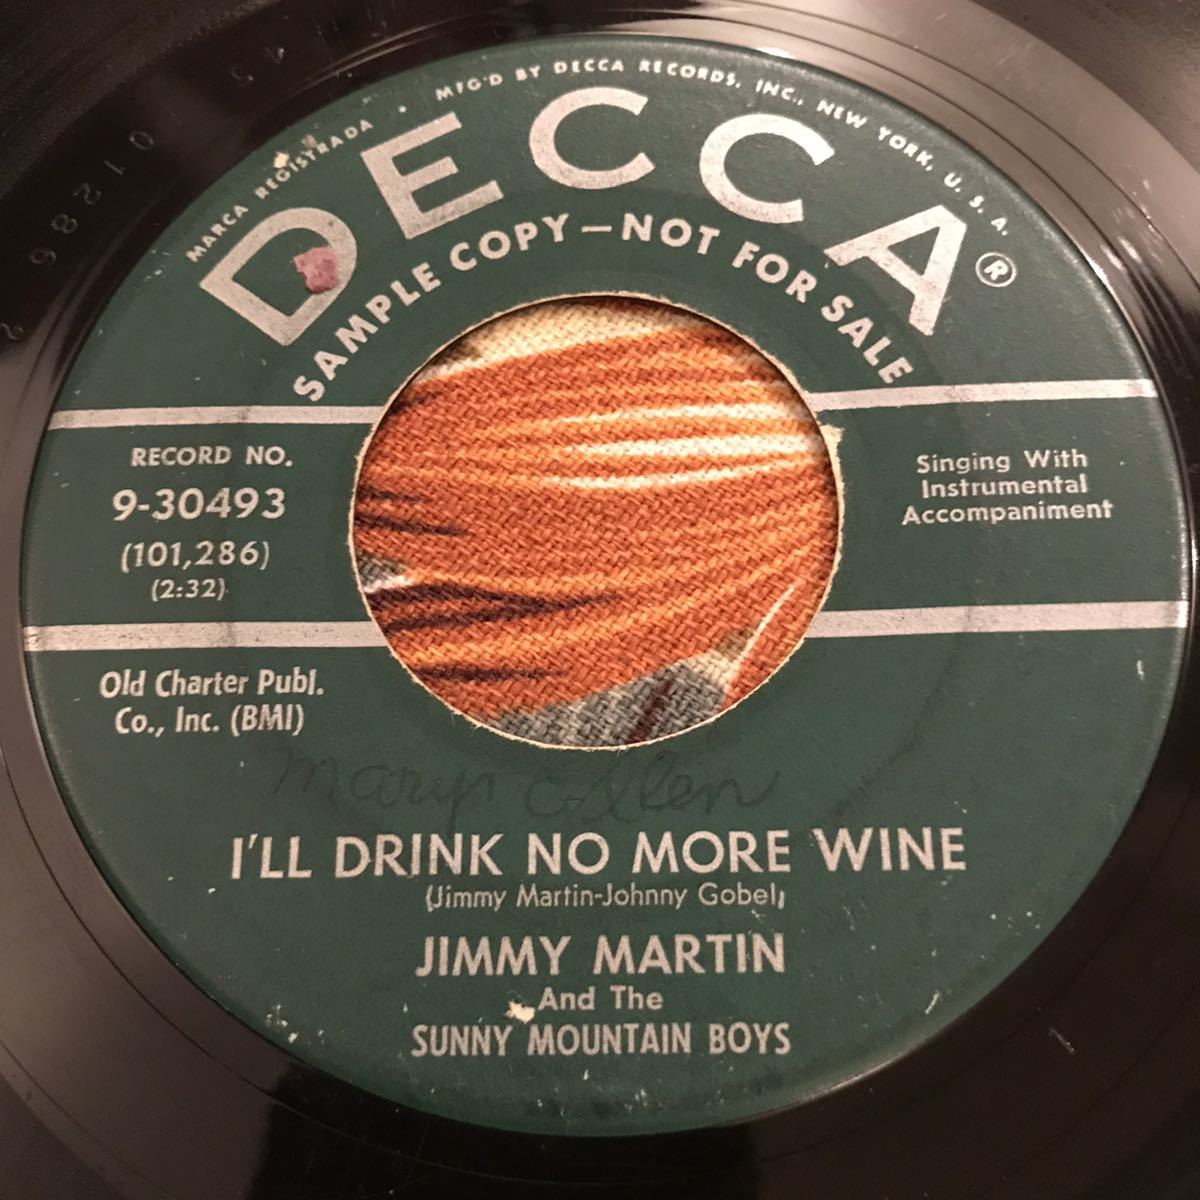 MARCA REGISTRADA • MFG'D BY DECCA RECORDS, INC., NEW YORK, U. S. A.
DECCA®
SAMPLE COPY—NOT FOR SALE
RECORD NO.
9-30493
(101,286)
(2:32)
Singing With
Instrumental
Accompaniment
Old Charter Publ.
Co., Inc. (BMI)
I'LL DRINK NO MORE WINE
(Jimmy Martin-Johnny Gobel)
JIMMY MARTIN
And The
SUNNY MOUNTAIN BOYS